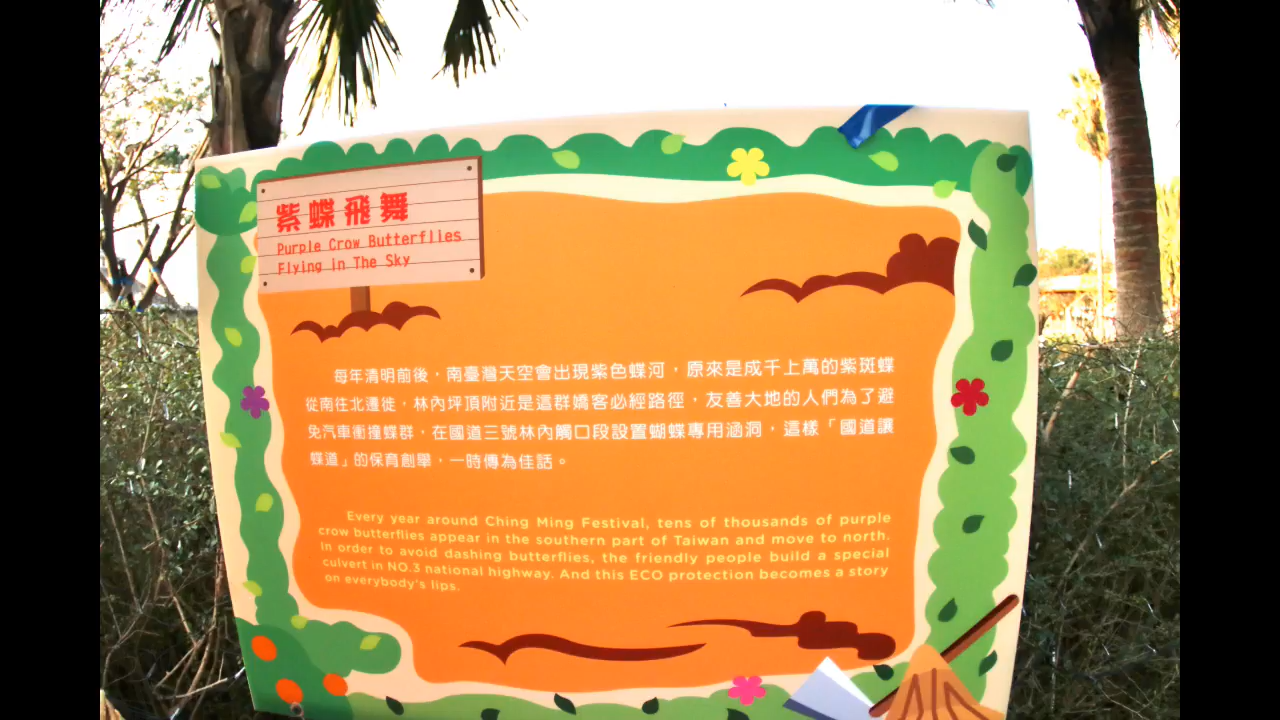 紫蝶飛舞
Purple Crow Butterflies
Flying in The Sky
每年清明前後，南臺灣天空會出現紫色蝶河，原來是成千上萬的紫斑蝶
從南往北遷徙，林內坪頂附近是這群嬌客必經路徑，友善大地的人們為了避
免汽車衝撞蝶群，在國道三號林內觸口段設置蝴蝶專用涵洞，這樣「國道讓
蝶道」的保育創舉，一時傳為佳話。
Every year around Ching Ming Festival, tens of thousands of purple
crow butterflies appear in the southern part of Taiwan and move to north.
In order to avoid dashing butterflies, the friendly people build a special
culvert in NO.3 national highway. And this ECO protection becomes a story
on everybody's lips.